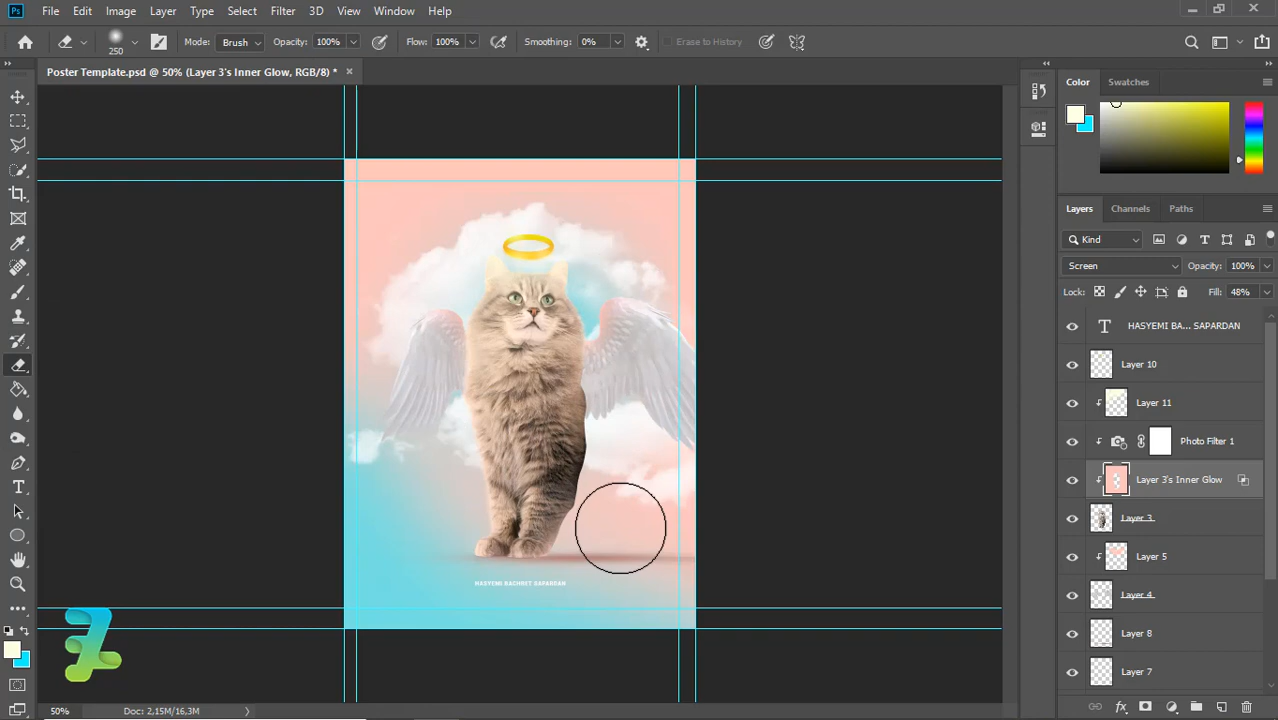 Ps File Edit Image Layer Type Select Filter 3D View Window Help
250 Mode: Brush Opacity: 100% Flow: 100% Smoothing: 0% Erase to History
Poster Template.psd @ 50% (Layer 3's Inner Glow, RGB/8) *
Color Swatches
Layers Channels Paths
Kind
Screen Opacity: 100%
Lock: Fill: 48%
HASYEMI BA... SAPARDAN
Layer 10
Layer 11
Photo Filter 1
Layer 3's Inner Glow
Layer 3
Layer 5
Layer 4
Layer 8
Layer 7
HASYEMI BACHRET SAPARDAN
50% Doc: 2,15M/16,3M